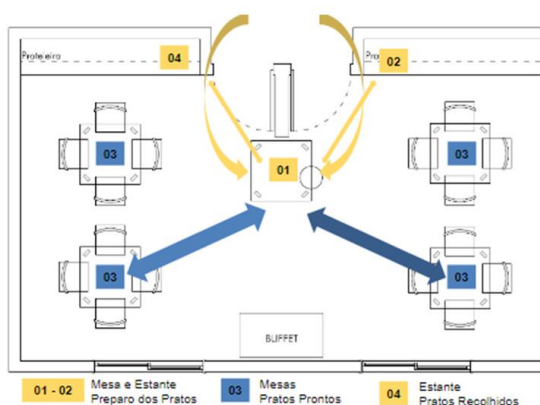 Prateleira
04
02
Pra
03
01
03
03
03
BUFFET
01 - 02
Mesa e Estante
Preparo dos Pratos
03
Mesas
Pratos Prontos
04
Estante
Pratos Recolhidos